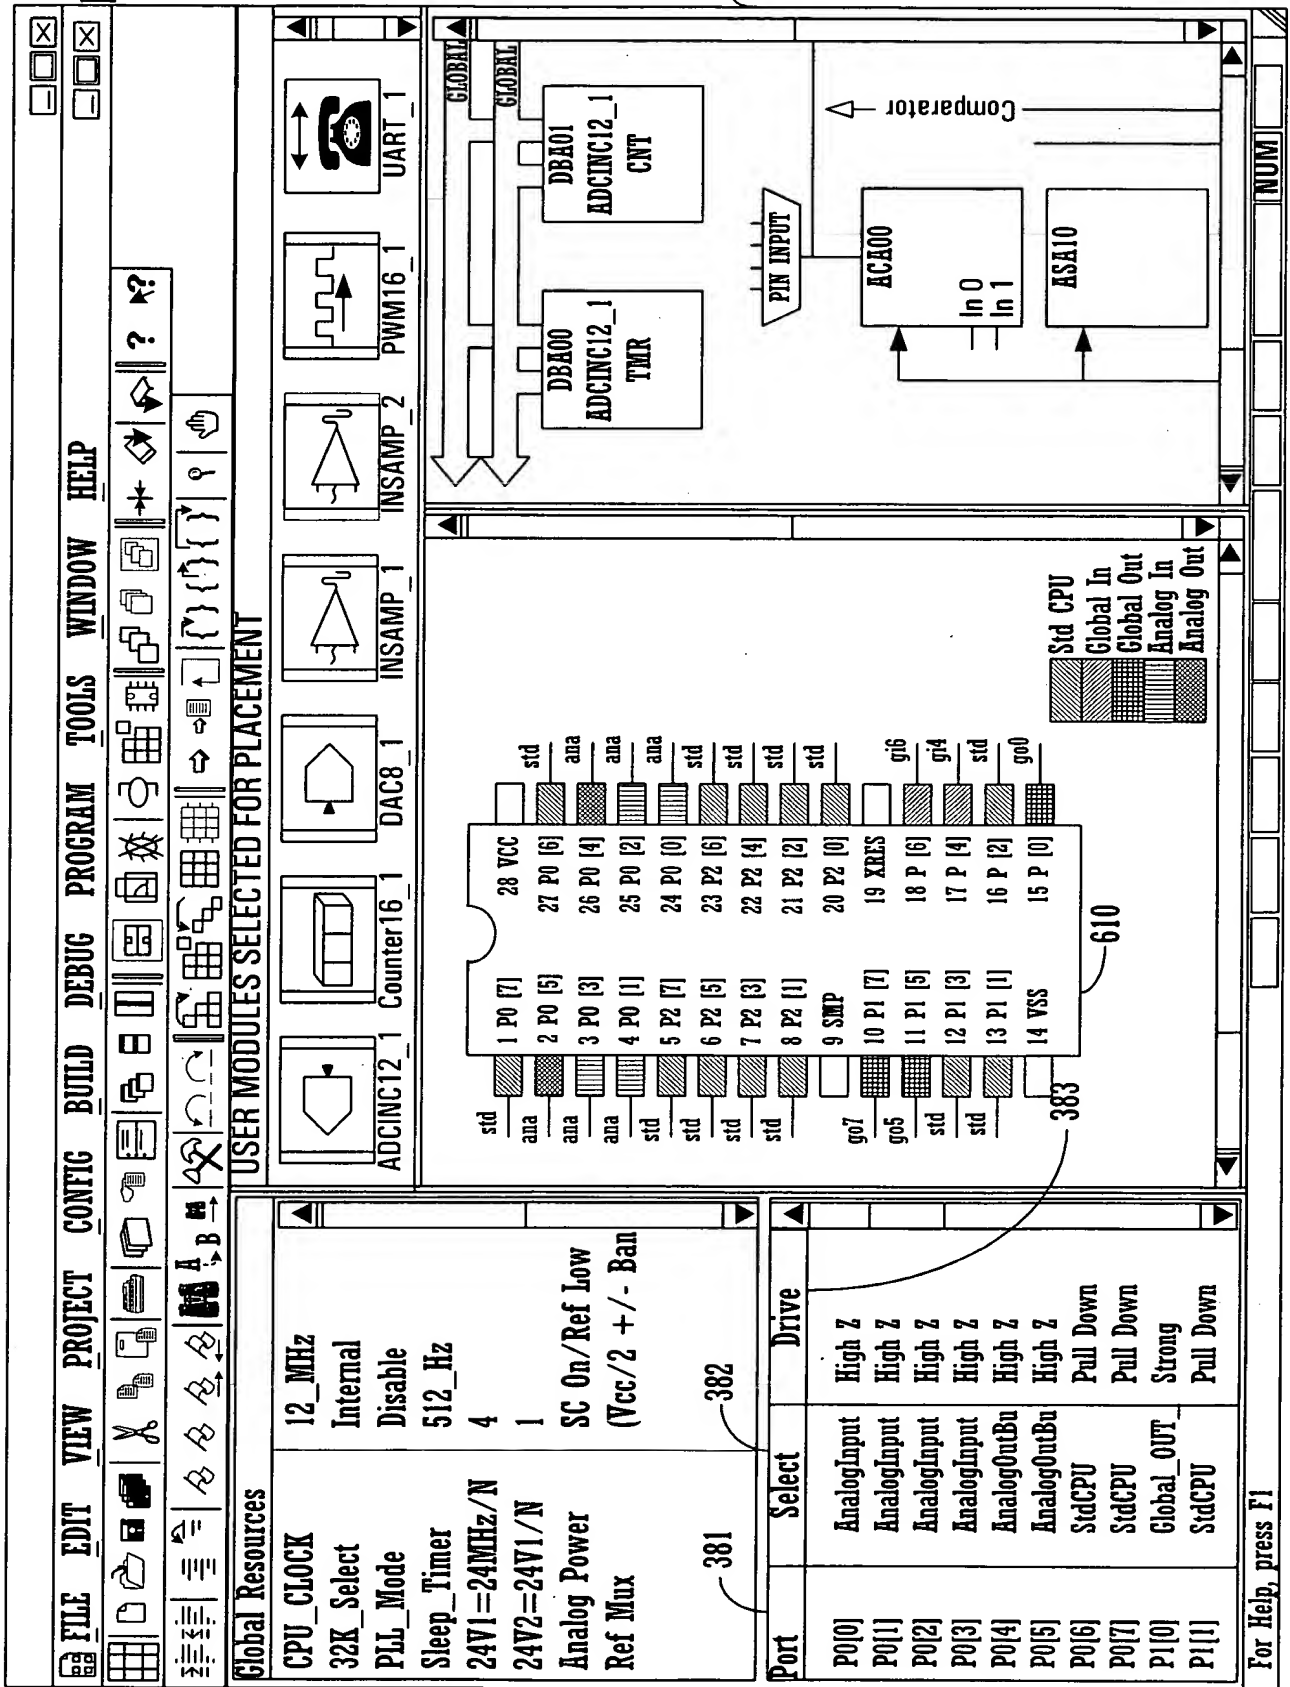 FILE EDIT VIEW PROJECT CONFIG BUILD DEBUG PROGRAM TOOLS WINDOW HELP
A
B
? ?
Global Resources
CPU_CLOCK 12_MHz
32K_Select Internal
PLL_Mode Disable
Sleep_Timer 512_Hz
24V1=24MHz/N 4
24V2=24V1/N 1
Analog Power SC On/Ref Low
Ref Mux (Vcc/2 +/- Ban
381
382
383
Port Select Drive
P0[0] AnalogInput High Z
P0[1] AnalogInput High Z
P0[2] AnalogInput High Z
P0[3] AnalogInput High Z
P0[4] AnalogOutBu High Z
P0[5] AnalogOutBu High Z
P0[6] StdCPU Pull Down
P0[7] StdCPU Pull Down
P1[0] Global_OUT_ Strong
P1[1] StdCPU Pull Down
USER MODULES SELECTED FOR PLACEMENT
ADCINC12_1 Counter16_1 DAC8_1 INSAMP_1 INSAMP_2 PWM16_1 UART_1
std 1 P0 [7] 28 VCC
ana 2 P0 [5] 27 P0 [6] std
ana 3 P0 [3] 26 P0 [4] ana
ana 4 P0 [1] 25 P0 [2] ana
std 5 P2 [7] 24 P0 [0] ana
std 6 P2 [5] 23 P2 [6] std
std 7 P2 [3] 22 P2 [4] std
std 8 P2 [1] 21 P2 [2] std
9 SMP 20 P2 [0] std
go7 10 P1 [7] 19 XRES
go5 11 P1 [5] 18 P [6] gi6
std 12 P1 [3] 17 P [4] gi4
std 13 P1 [1] 16 P [2] std
14 VSS 15 P [0] go0
610
Std CPU
Global In
Global Out
Analog In
Analog Out
GLOBAL
GLOBAL
DBA00
ADCINC12_1
TMR
DBA01
ADCINC12_1
CNT
PIN INPUT
ACA00
In 0
In 1
ASA10
Comparator
For Help, press F1
NUM